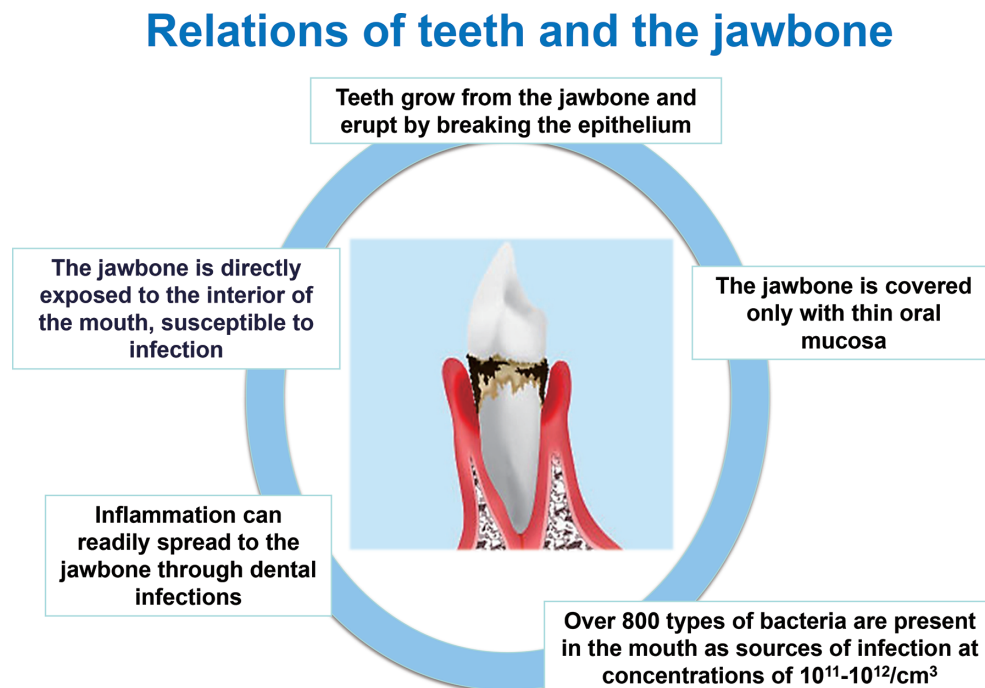 Relations of teeth and the jawbone
Teeth grow from the jawbone and
erupt by breaking the epithelium
The jawbone is directly
exposed to the interior of
the mouth, susceptible to
infection
The jawbone is covered
only with thin oral
mucosa
Inflammation can
readily spread to the
jawbone through dental
infections
Over 800 types of bacteria are present
in the mouth as sources of infection at
concentrations of 10¹¹-10¹²/cm³